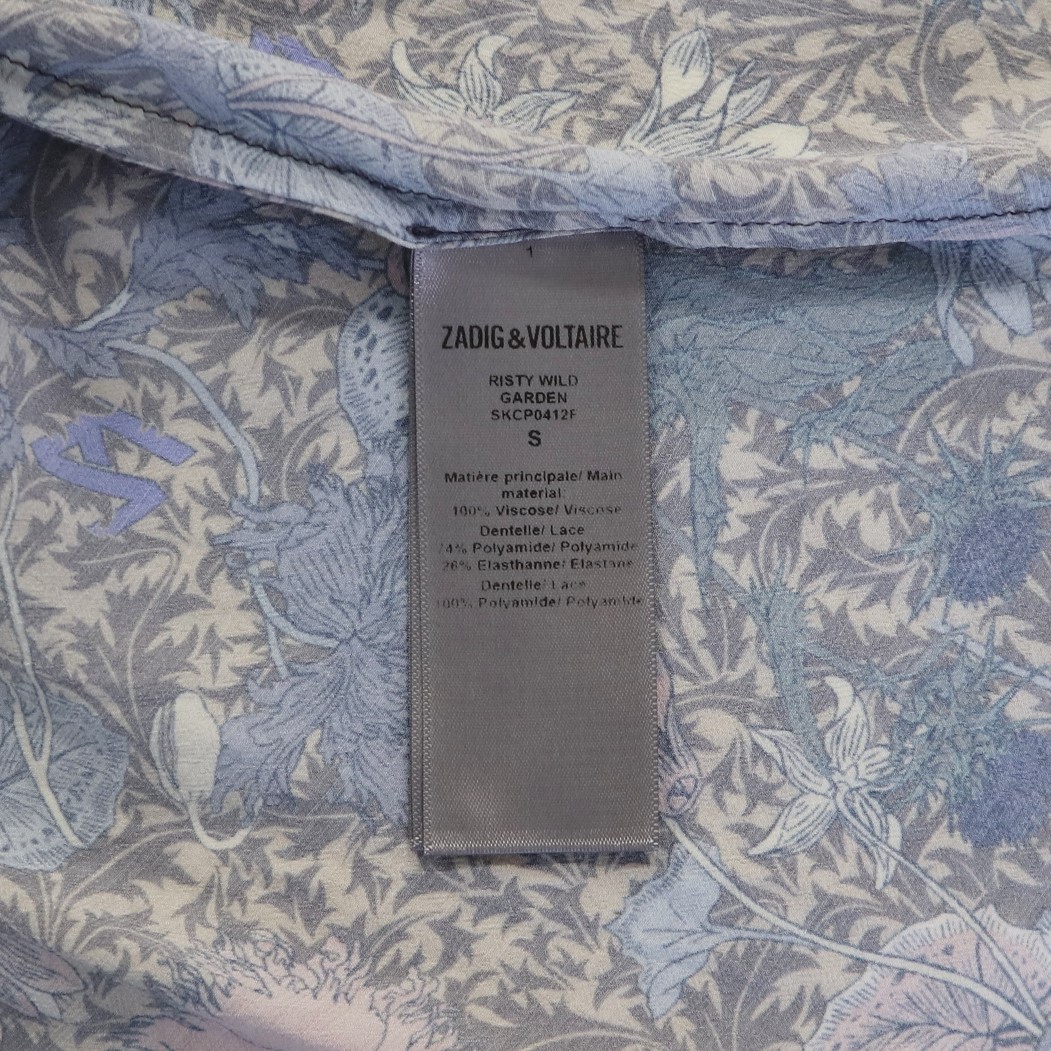 1
ZADIG & VOLTAIRE
RISTY WILD
GARDEN
SKCP0412F
S
Matière principale/ Main
material:
100% Viscose/ Viscose
Dentelle/ Lace
74% Polyamide/ Polyamide
26% Elasthanne/ Elastane
Dentelle/ Lace
100% Polyamide/ Polyamide